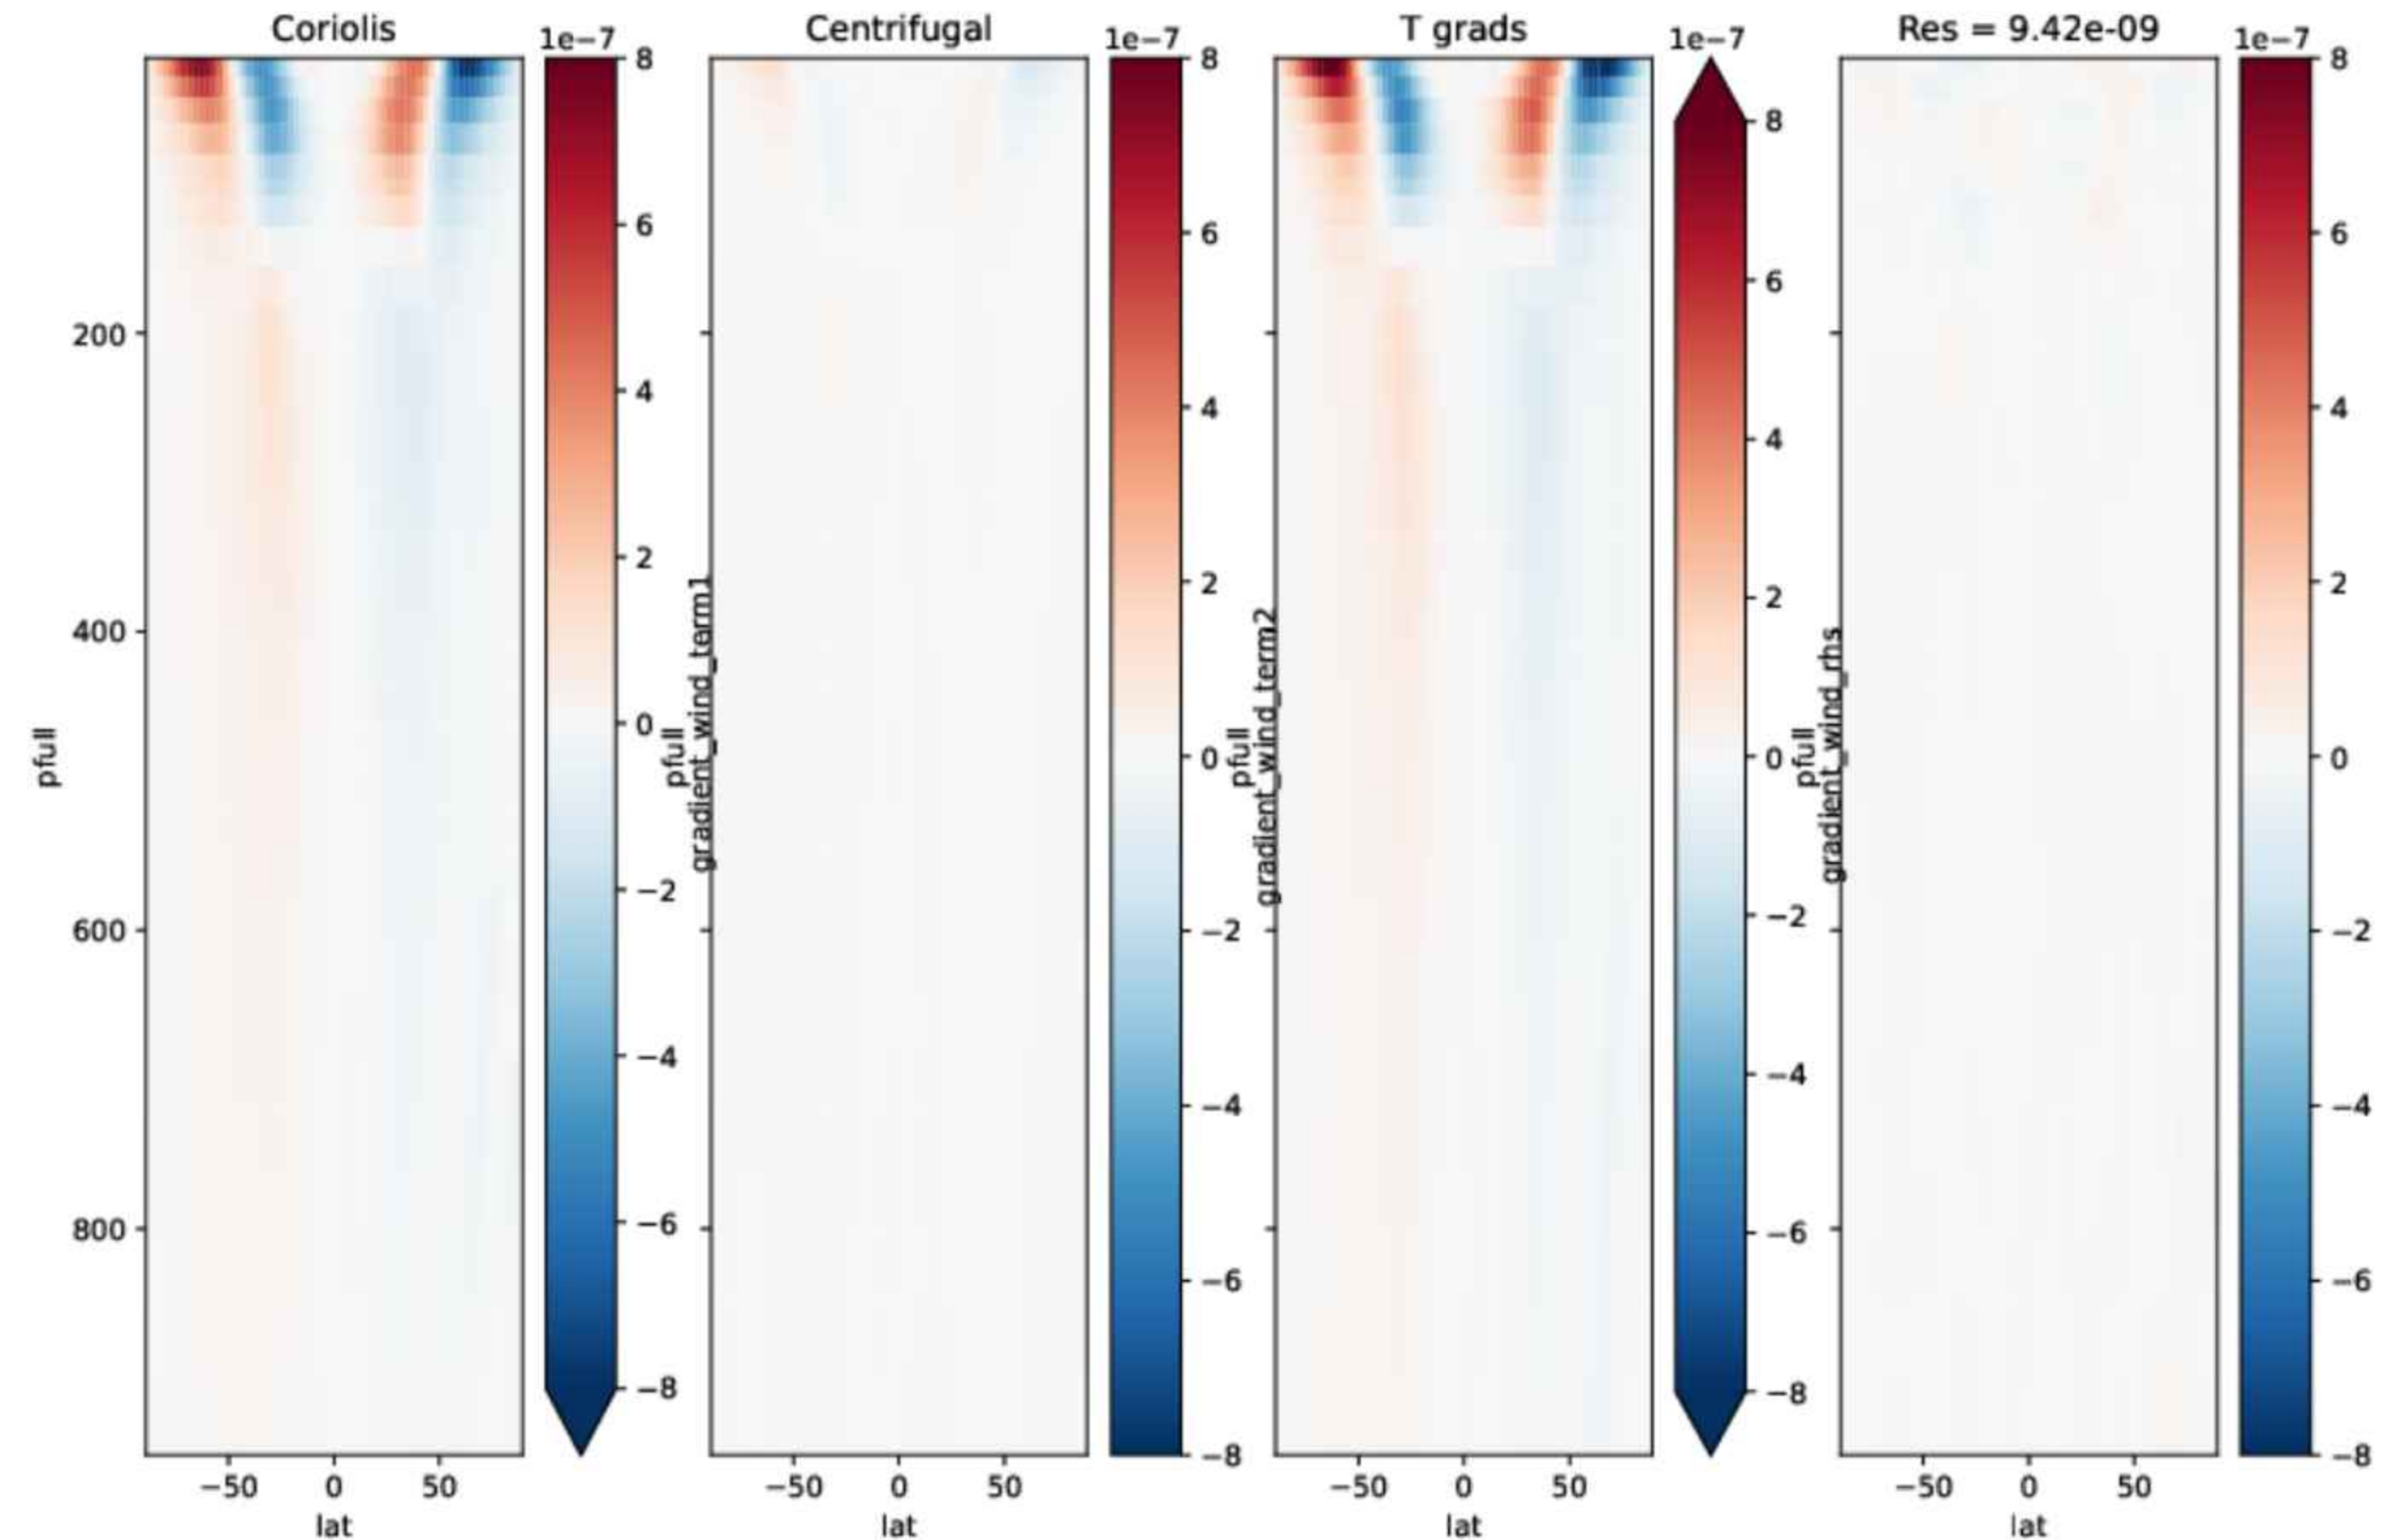 Coriolis
1e−7
8
6
4
2
0
−2
−4
−6
−8
200
400
600
800
pfull
−50 0 50
lat
gradient_wind_term1
Centrifugal
1e−7
8
6
4
2
0
−2
−4
−6
−8
pfull
−50 0 50
lat
gradient_wind_term2
T grads
1e−7
8
6
4
2
0
−2
−4
−6
−8
pfull
−50 0 50
lat
gradient_wind_rhs
Res = 9.42e-09
1e−7
8
6
4
2
0
−2
−4
−6
−8
pfull
−50 0 50
lat